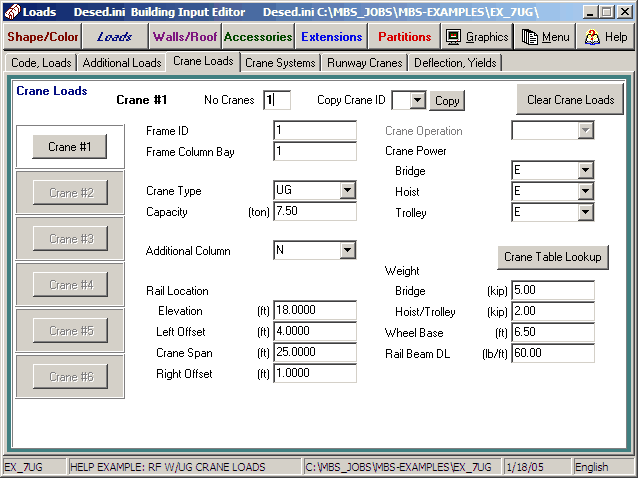 Loads Desed.ini Building Input Editor Desed.ini C:\MBS_JOBS\MBS-EXAMPLES\EX_7UG\
Shape/Color Loads Walls/Roof Accessories Extensions Partitions Graphics Menu Help
Code, Loads Additional Loads Crane Loads Crane Systems Runway Cranes Deflection, Yields
Crane Loads Crane #1 No Cranes 1 Copy Crane ID Copy Clear Crane Loads
Crane #1
Crane #2
Crane #3
Crane #4
Crane #5
Crane #6
Frame ID 1
Frame Column Bay 1
Crane Type UG
Capacity (ton) 7.50
Additional Column N
Rail Location
Elevation (ft) 18.0000
Left Offset (ft) 4.0000
Crane Span (ft) 25.0000
Right Offset (ft) 1.0000
Crane Operation
Crane Power
Bridge E
Hoist E
Trolley E
Crane Table Lookup
Weight
Bridge (kip) 5.00
Hoist/Trolley (kip) 2.00
Wheel Base (ft) 6.50
Rail Beam DL (lb/ft) 60.00
EX_7UG HELP EXAMPLE: RF W/UG CRANE LOADS C:\MBS_JOBS\MBS-EXAMPLES\EX_7UG 1/18/05 English